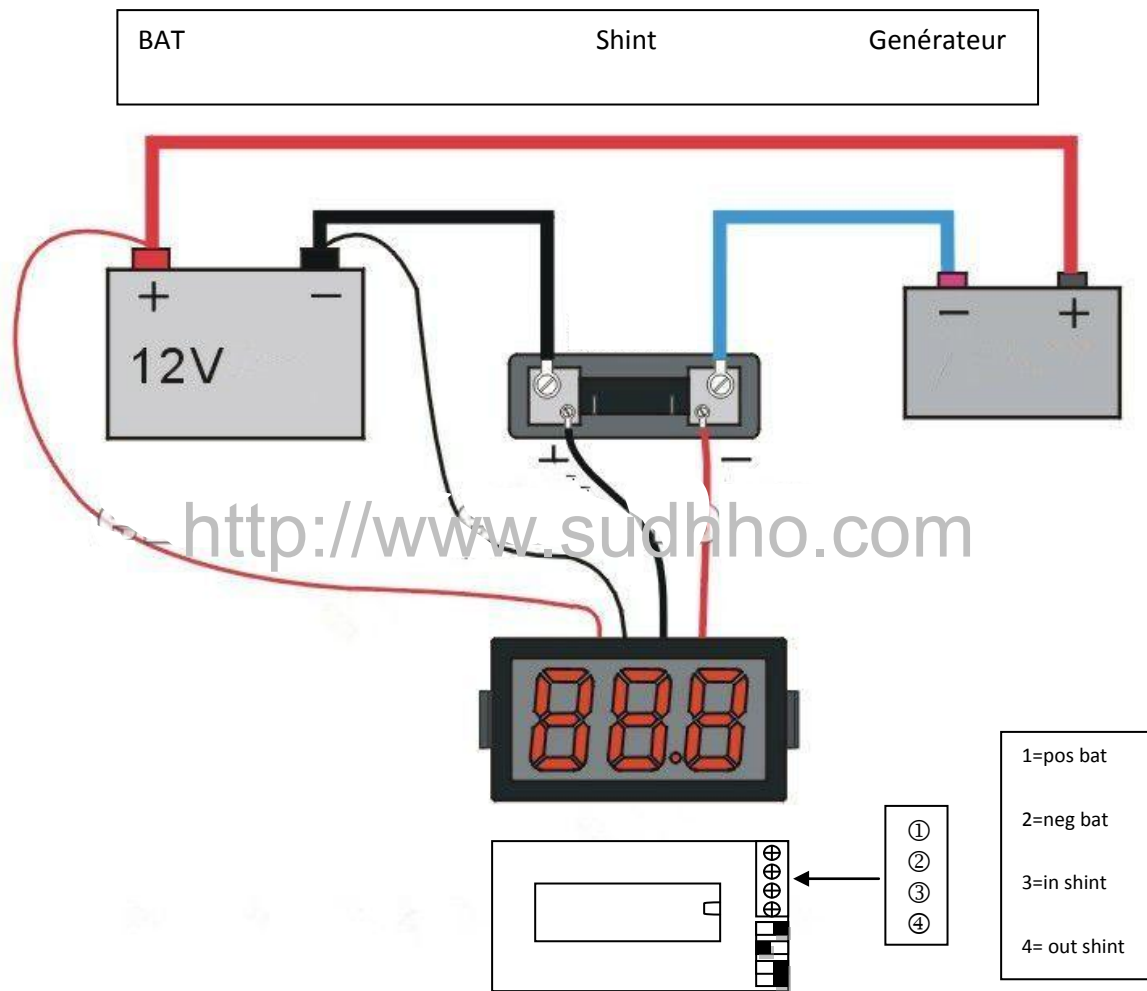 BAT Shint Genérateur
+ − − +
12V
+ −
http://www.sudhho.com
88.8
1=pos bat
① 2=neg bat
②
③ 3=in shint
④
4= out shint